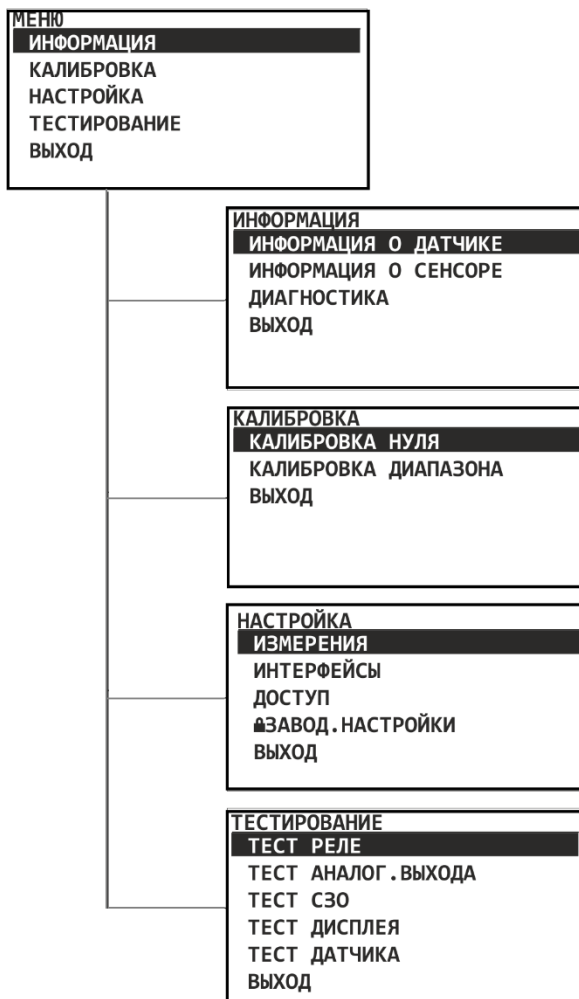 МЕНЮ
ИНФОРМАЦИЯ
КАЛИБРОВКА
НАСТРОЙКА
ТЕСТИРОВАНИЕ
ВЫХОД
ИНФОРМАЦИЯ
ИНФОРМАЦИЯ О ДАТЧИКЕ
ИНФОРМАЦИЯ О СЕНСОРЕ
ДИАГНОСТИКА
ВЫХОД
КАЛИБРОВКА
КАЛИБРОВКА НУЛЯ
КАЛИБРОВКА ДИАПАЗОНА
ВЫХОД
НАСТРОЙКА
ИЗМЕРЕНИЯ
ИНТЕРФЕЙСЫ
ДОСТУП
ЗАВОД.НАСТРОЙКИ
ВЫХОД
ТЕСТИРОВАНИЕ
ТЕСТ РЕЛЕ
ТЕСТ АНАЛОГ.ВЫХОДА
ТЕСТ СЗО
ТЕСТ ДИСПЛЕЯ
ТЕСТ ДАТЧИКА
ВЫХОД